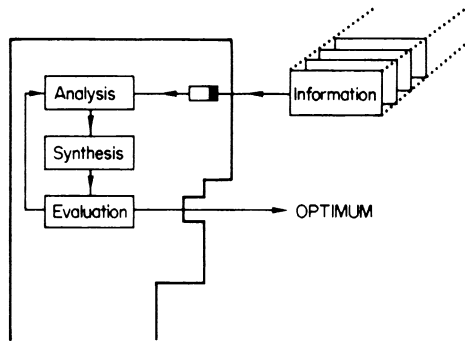 Analysis
Information
Synthesis
Evaluation
OPTIMUM